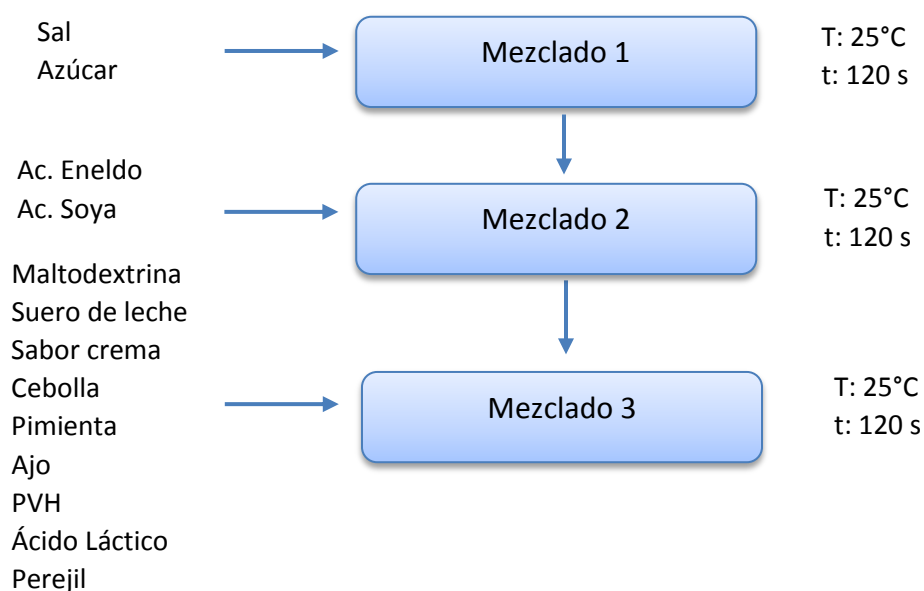 Sal
Azúcar
Mezclado 1
T: 25°C
t: 120 s
Ac. Eneldo
Ac. Soya
Mezclado 2
T: 25°C
t: 120 s
Maltodextrina
Suero de leche
Sabor crema
Cebolla
Pimienta
Ajo
PVH
Ácido Láctico
Perejil
Mezclado 3
T: 25°C
t: 120 s